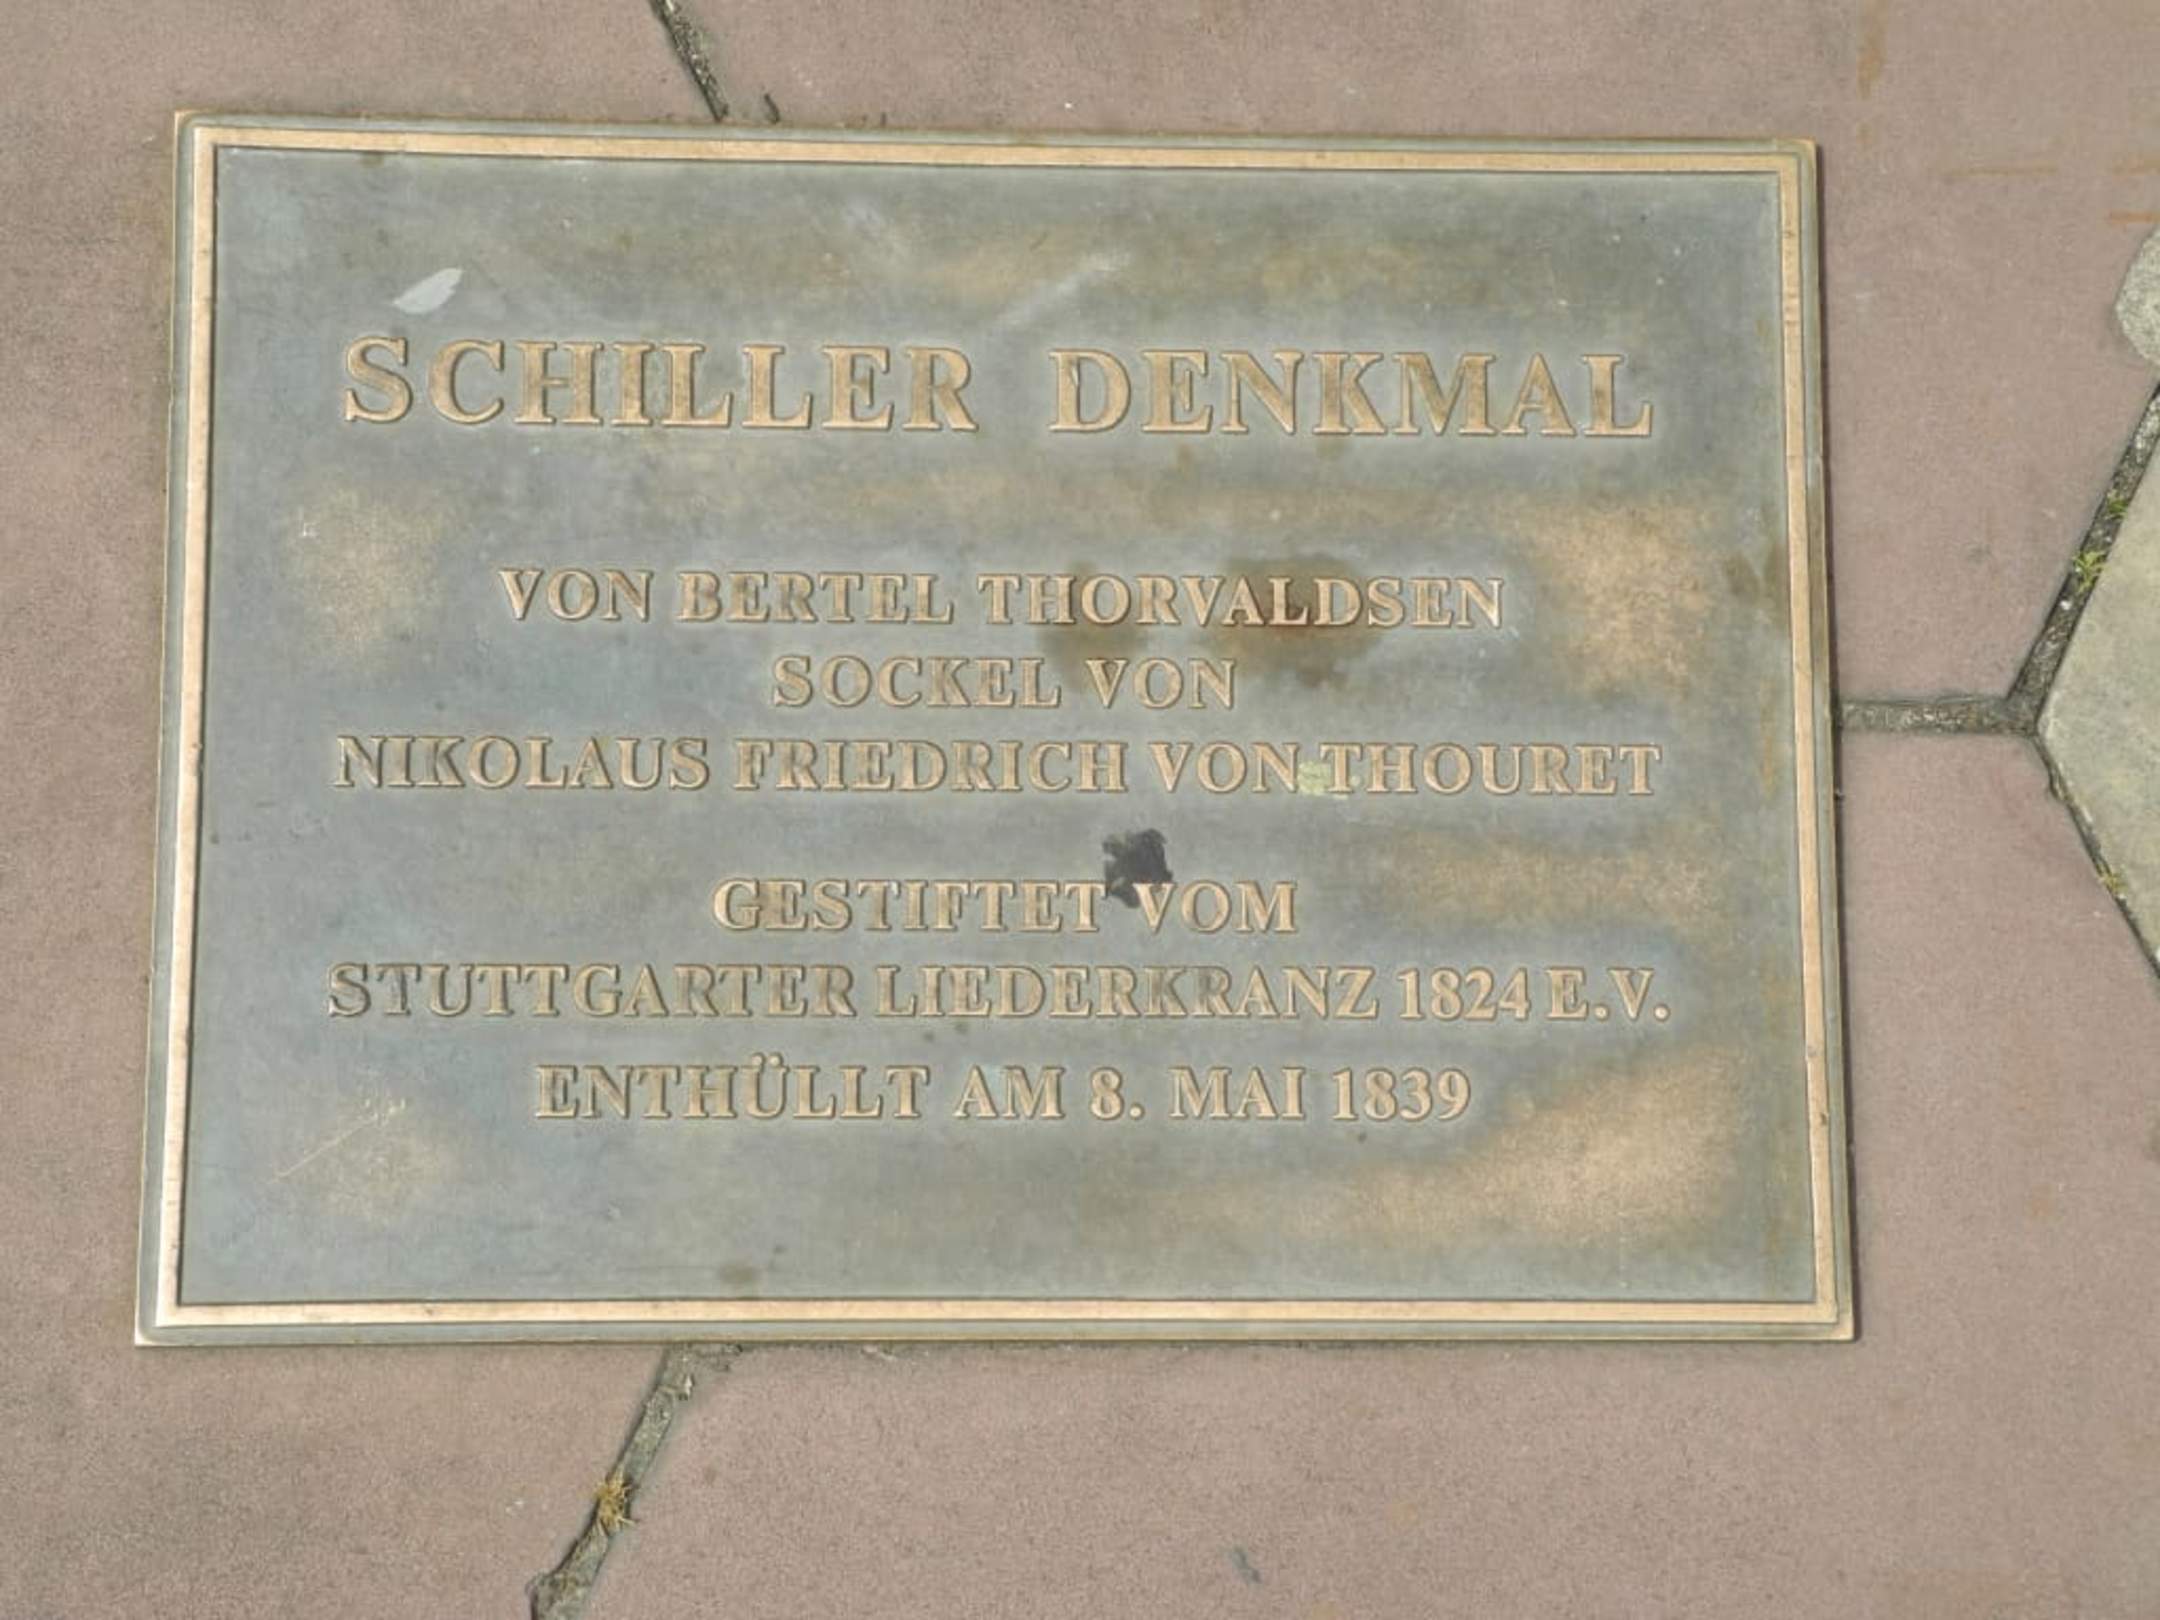 SCHILLER DENKMAL
VON BERTEL THORVALDSEN
SOCKEL VON
NIKOLAUS FRIEDRICH VON THOURET
GESTIFTET VOM
STUTTGARTER LIEDERKRANZ 1824 E.V.
ENTHÜLLT AM 8. MAI 1839